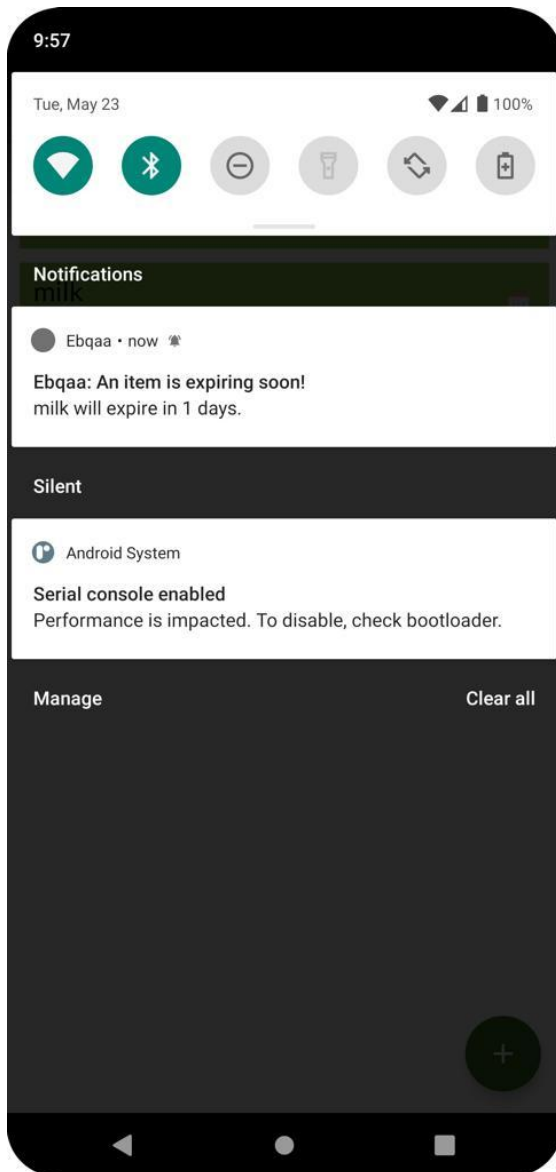 9:57
Tue, May 23
100%
Notifications
milk
Ebqaa • now
Ebqaa: An item is expiring soon!
milk will expire in 1 days.
Silent
Android System
Serial console enabled
Performance is impacted. To disable, check bootloader.
Manage Clear all